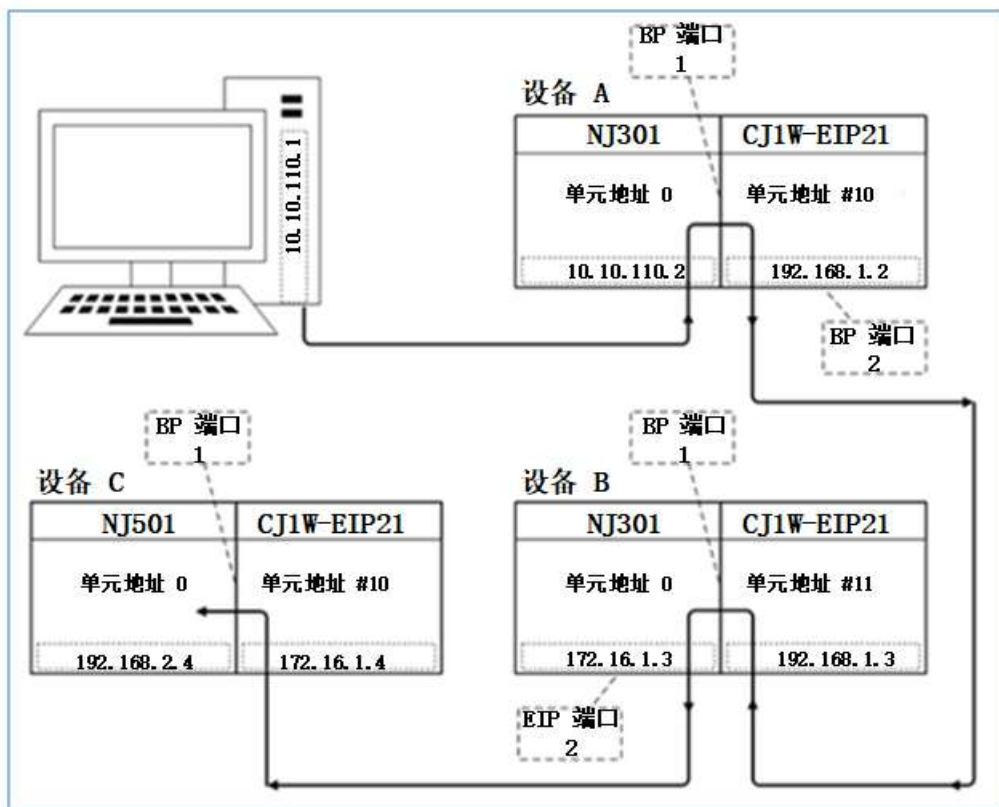 BP 端口
1
设备 A
NJ301 CJ1W-EIP21
单元地址 0 单元地址 #10
10.10.110.1
10.10.110.2 192.168.1.2
BP 端口
2
BP 端口
1
BP 端口
1
设备 C
NJ501 CJ1W-EIP21
单元地址 0 单元地址 #10
192.168.2.4 172.16.1.4
设备 B
NJ301 CJ1W-EIP21
单元地址 0 单元地址 #11
172.16.1.3 192.168.1.3
EIP 端口
2